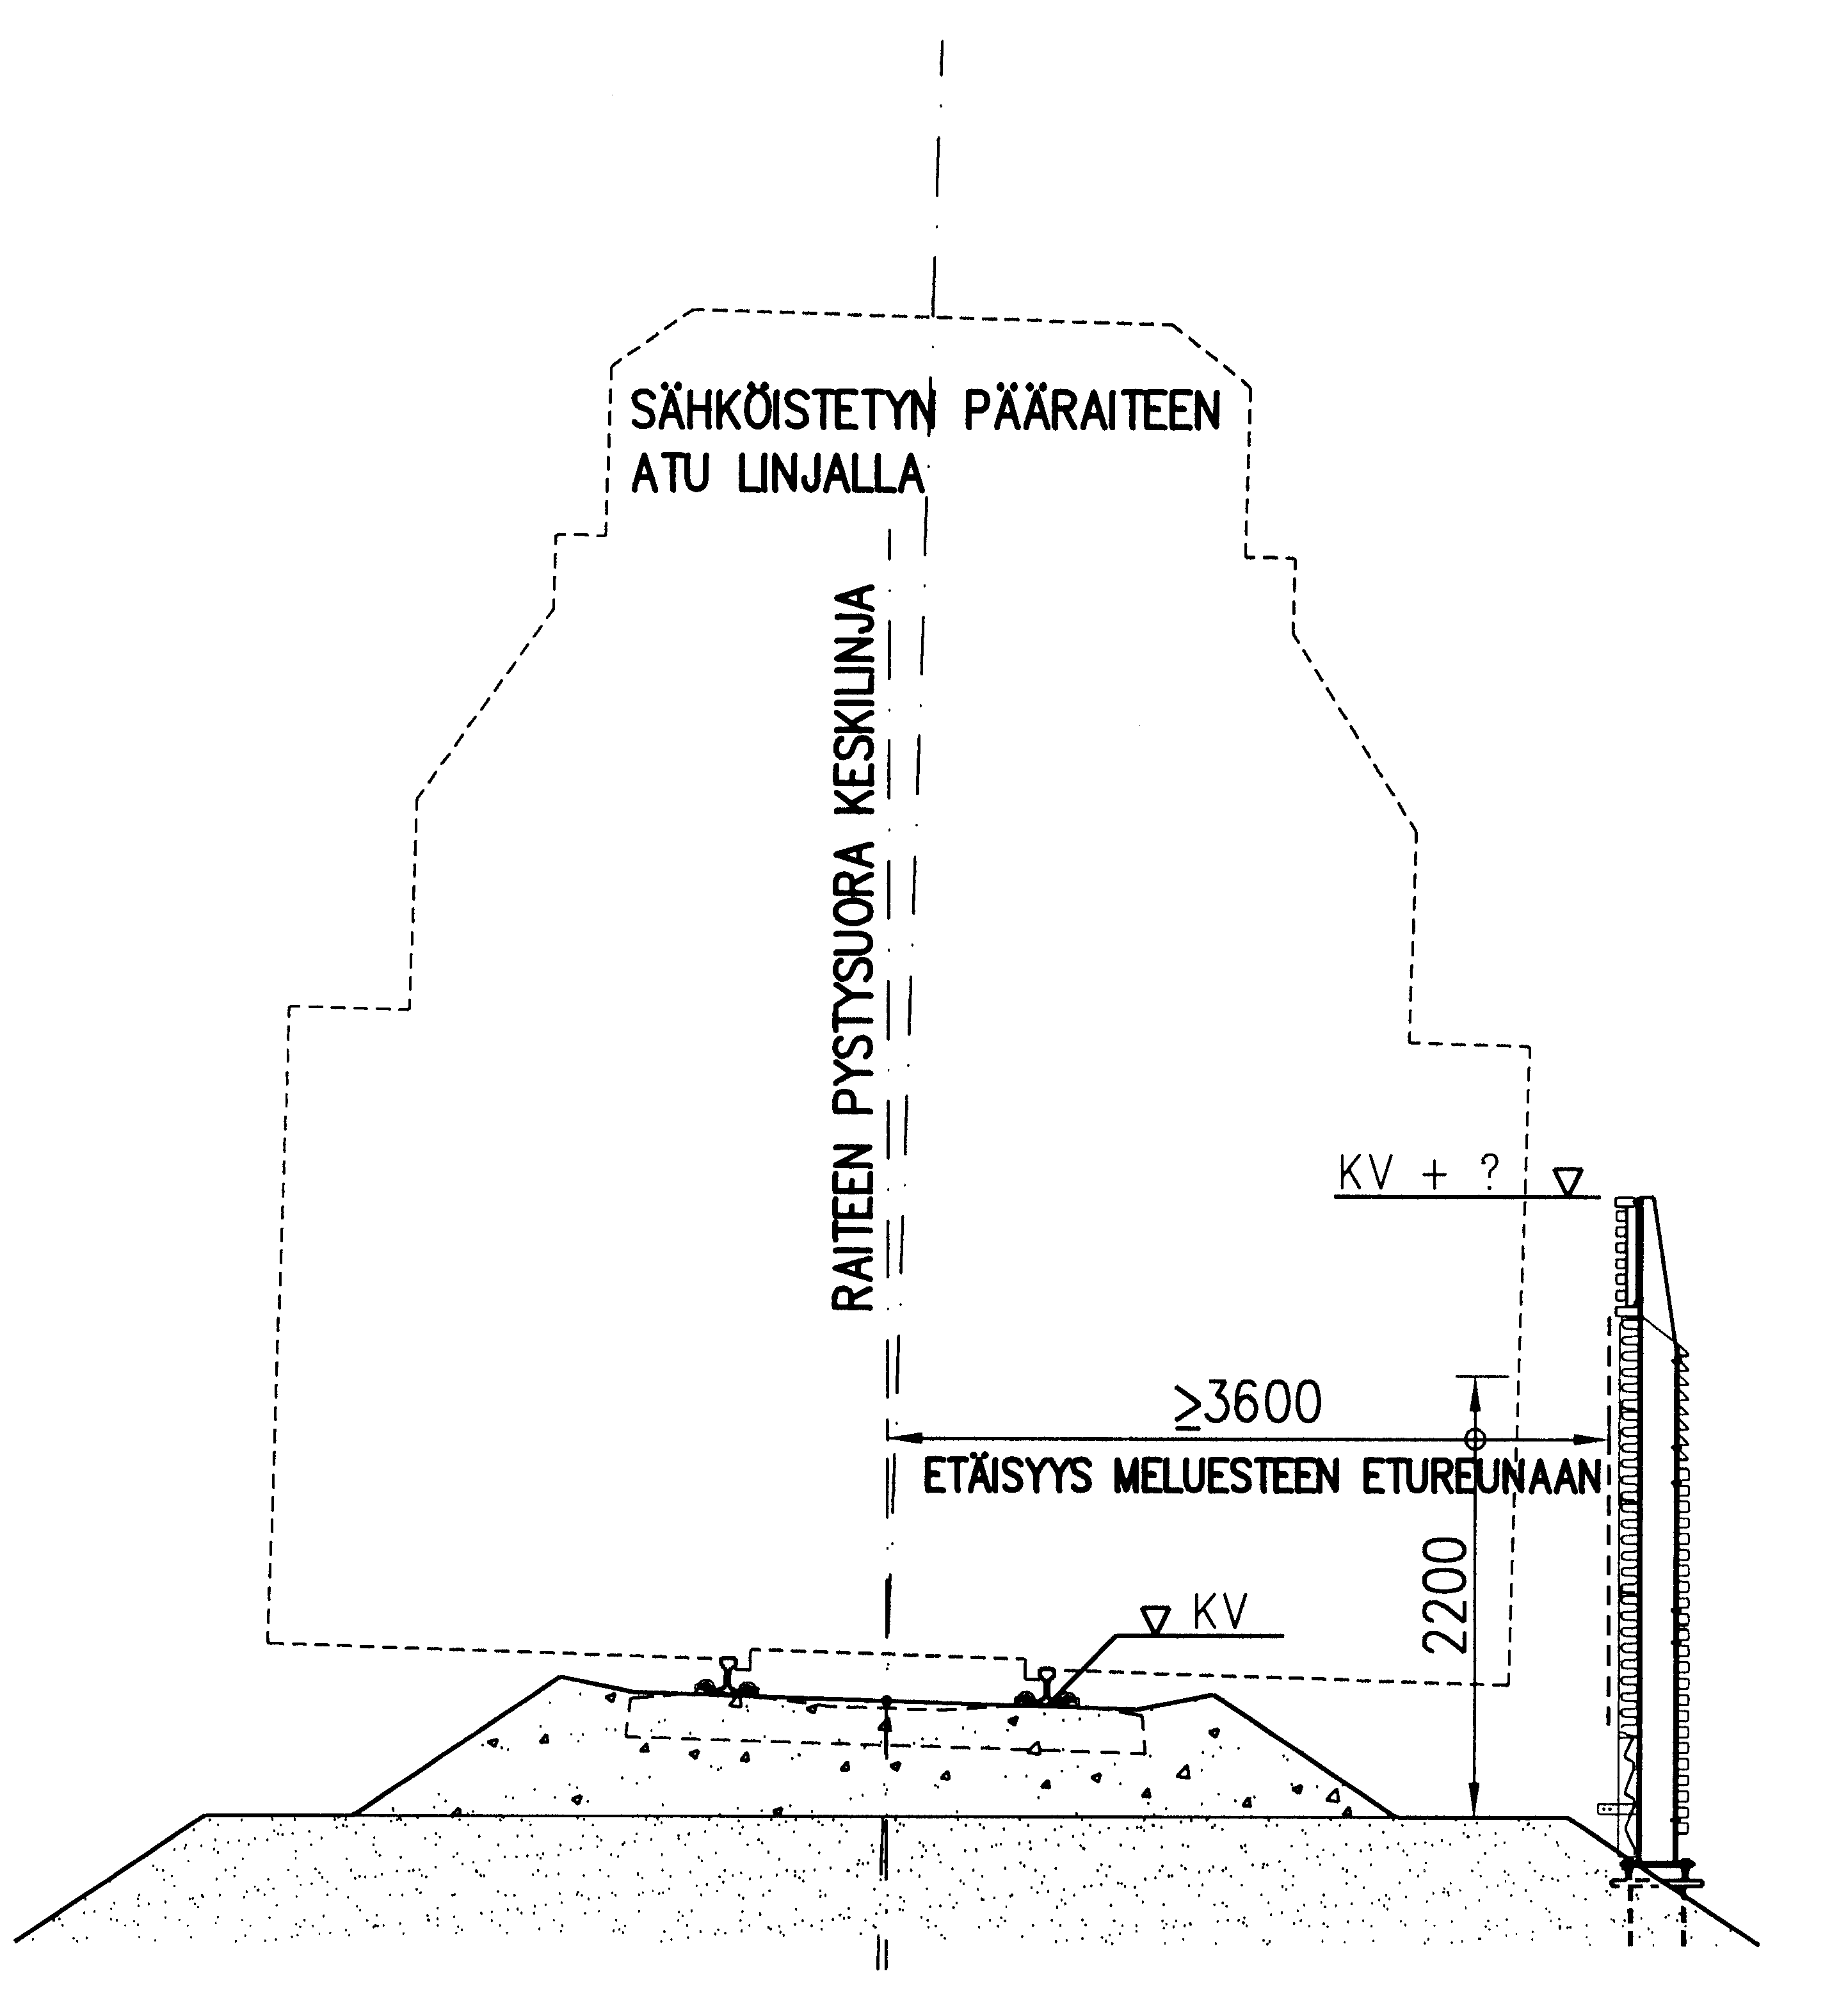 SÄHKÖISTETYN PÄÄRAITEEN
ATU LINJALLA
RAITEEN PYSTYSUORA KESKILINJA
KV + ?
≥3600
ETÄISYYS MELUESTEEN ETUREUNAAN
2200
KV